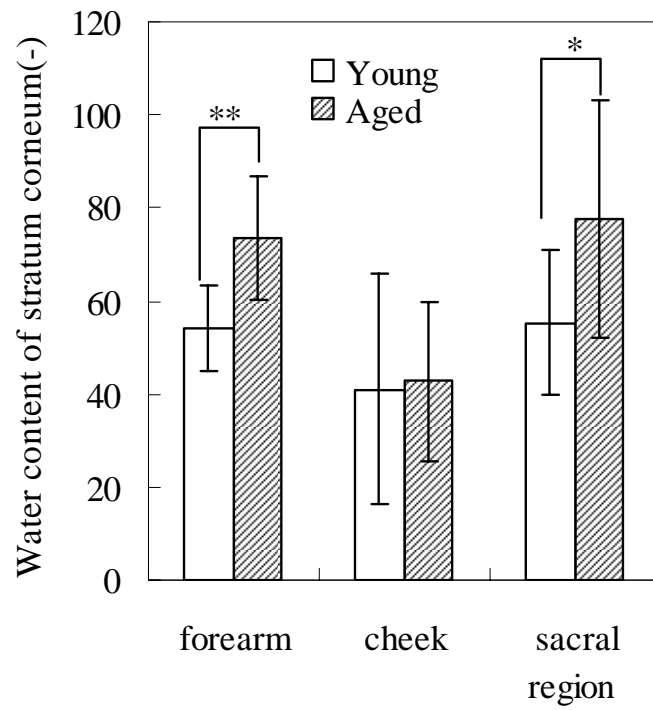 Water content of stratum corneum(-)
120
100
80
60
40
20
0
Young
Aged
**
*
forearm
cheek
sacral
region